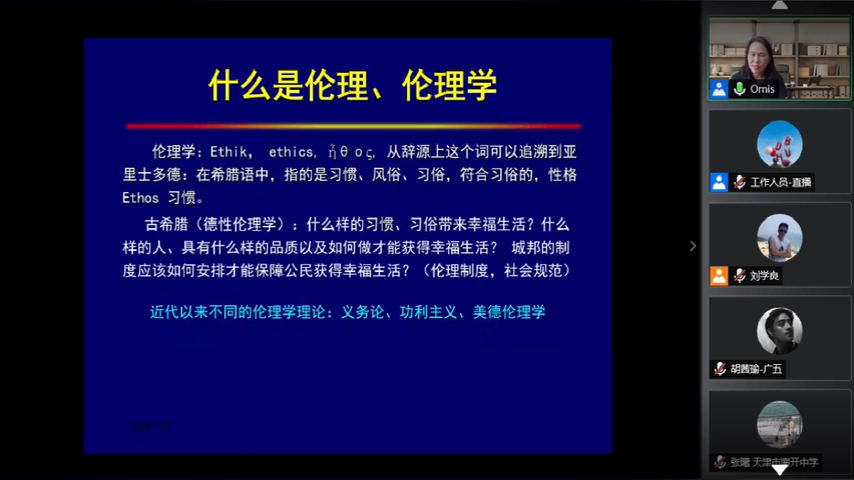 什么是伦理、伦理学
伦理学：Ethik， ethics，ἦθος，从辞源上这个词可以追溯到亚
里士多德：在希腊语中，指的是习惯、风俗、习俗，符合习俗的，性格
Ethos 习惯。
古希腊（德性伦理学）：什么样的习惯、习俗带来幸福生活？什么
样的人、具有什么样的品质以及如何做才能获得幸福生活？ 城邦的制
度应该如何安排才能保障公民获得幸福生活？（伦理制度，社会规范）
近代以来不同的伦理学理论：义务论、功利主义、美德伦理学
Ornis
工作人员-直播
刘学良
胡茜瑜-广五
张曙 天津市南开中学